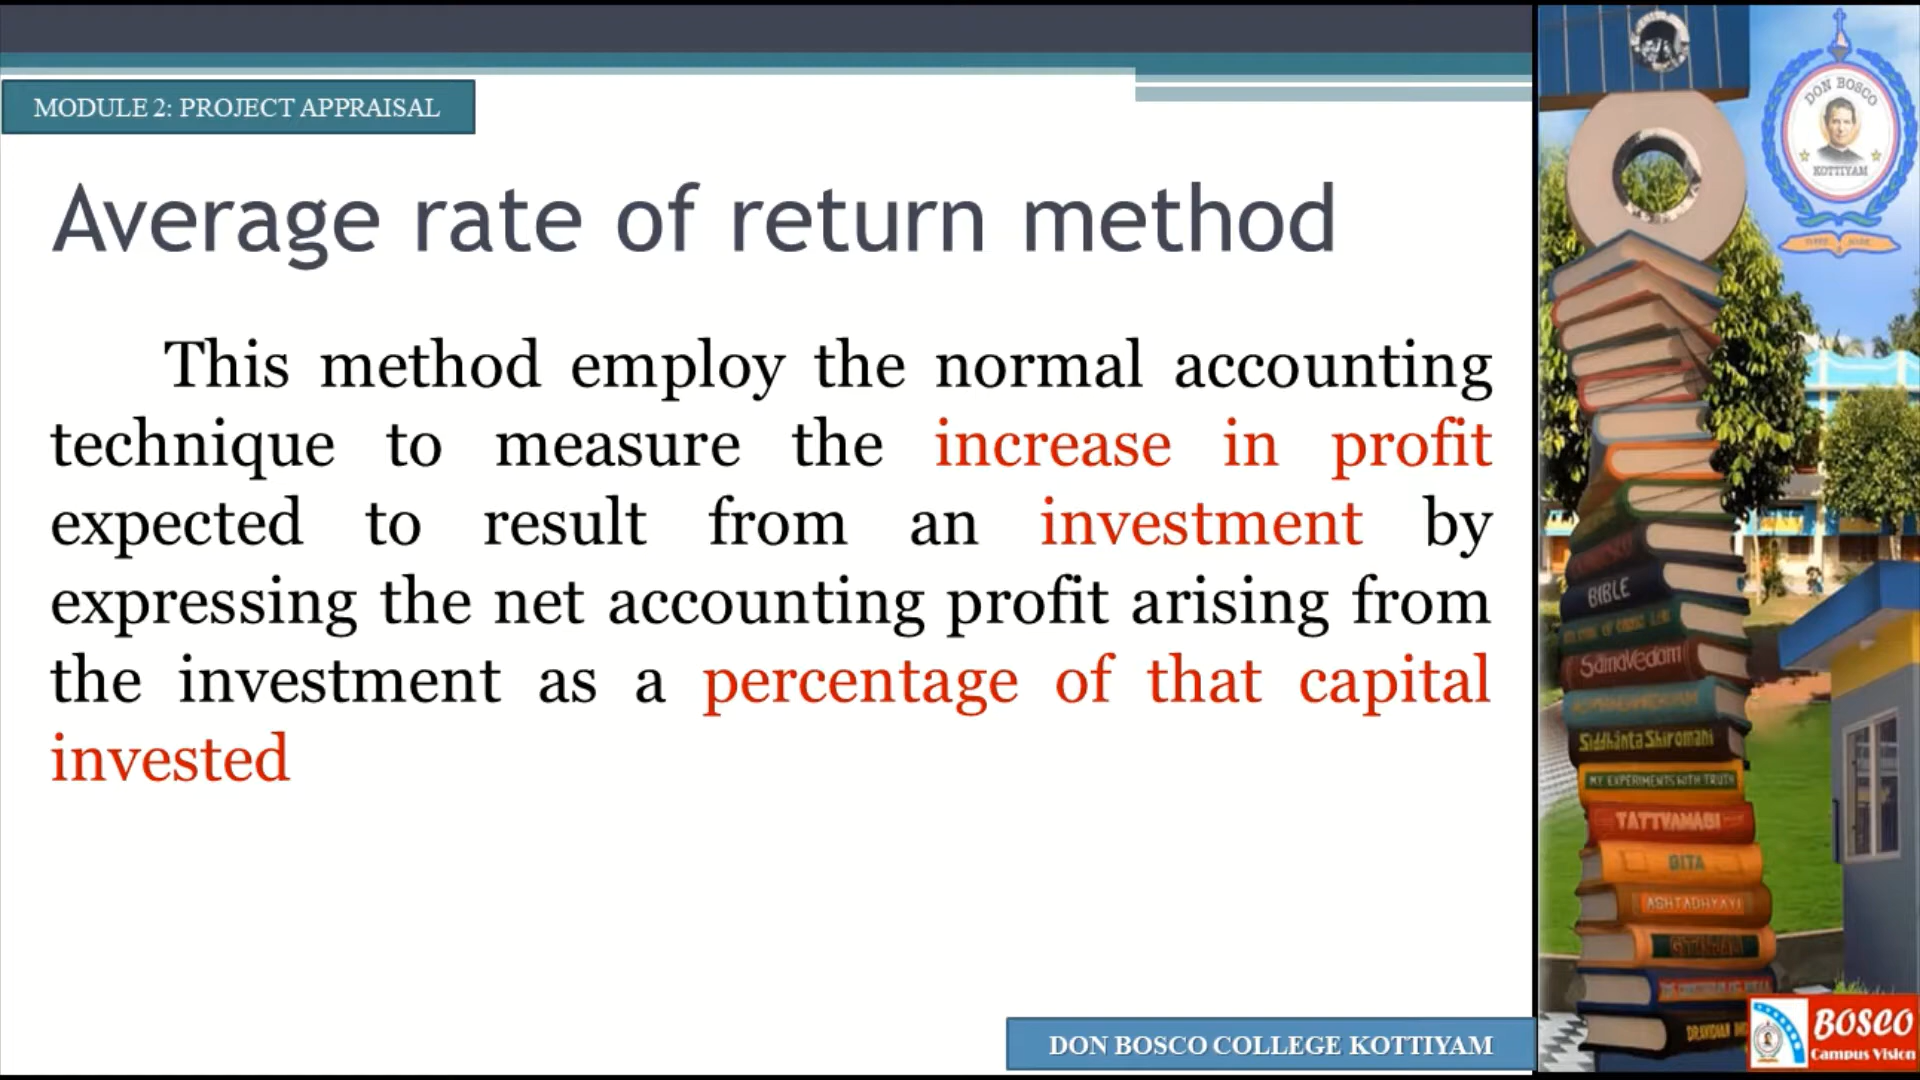 MODULE 2: PROJECT APPRAISAL
Average rate of return method
This method employ the normal accounting
technique to measure the increase in profit
expected to result from an investment by
expressing the net accounting profit arising from
the investment as a percentage of that capital
invested
DON BOSCO COLLEGE KOTTIYAM
DON BOSCO
KOTTIYAM
BIBLE
SamaVedam
Siddhanta Shiromani
MY EXPERIMENTS WITH TRUTH
TATTVAMASI
GITA
ASHTADHYAYI
BOSCO
Campus Vision